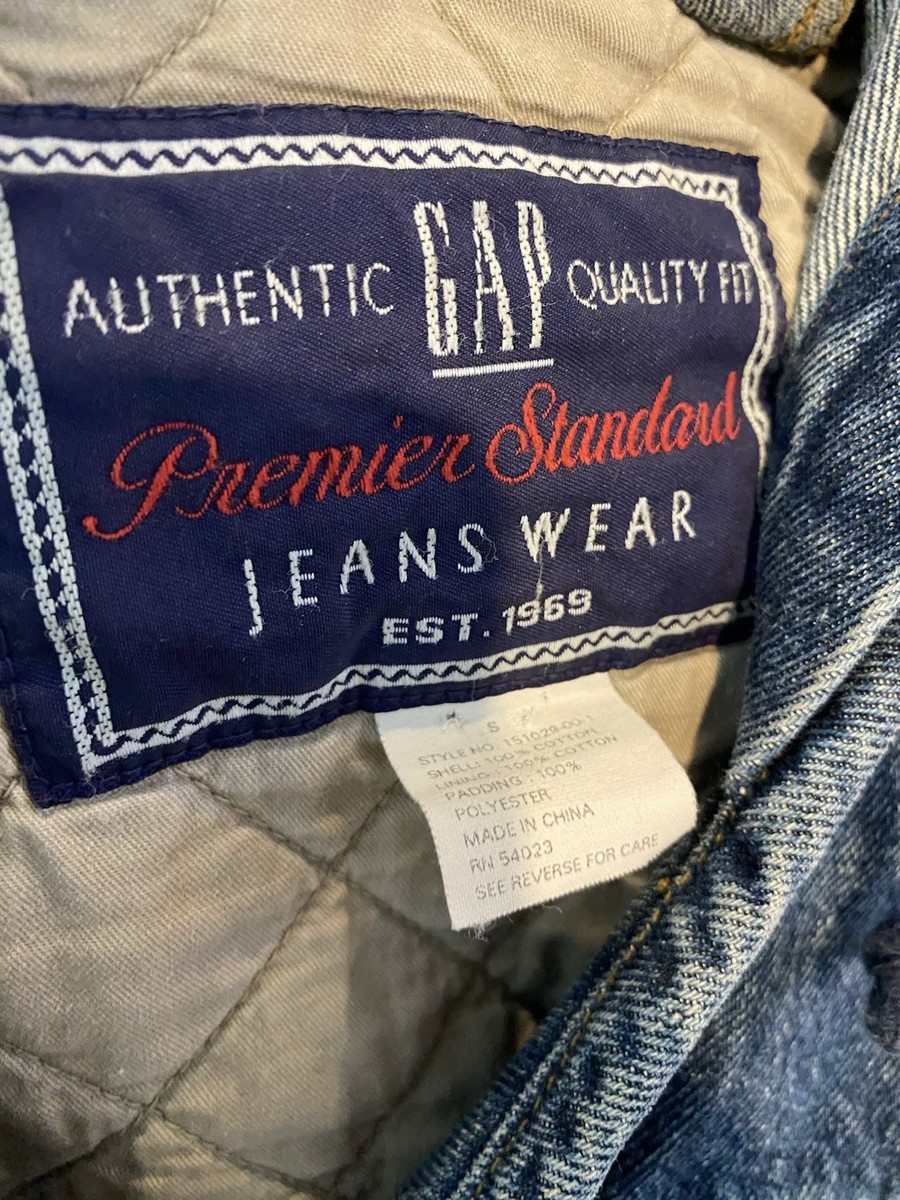 AUTHENTIC GAP QUALITY FIT
Premier Standard
JEANS WEAR
EST. 1969
S
STYLE NO. 151029-00-1
SHELL: 100% COTTON
LINING: 100% COTTON
PADDING: 100%
POLYESTER
MADE IN CHINA
RN 54023
SEE REVERSE FOR CARE